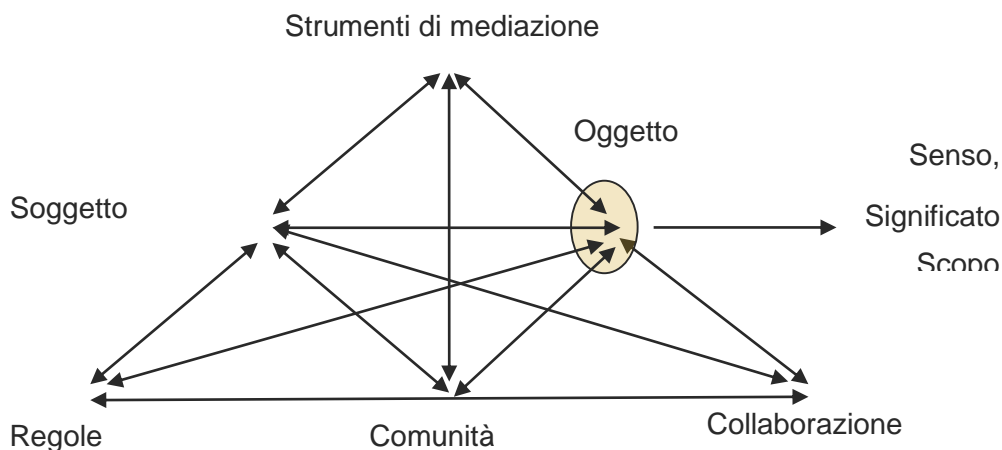 Strumenti di mediazione
Oggetto
Senso,
Soggetto
Significato
Scopo
Collaborazione
Regole
Comunità